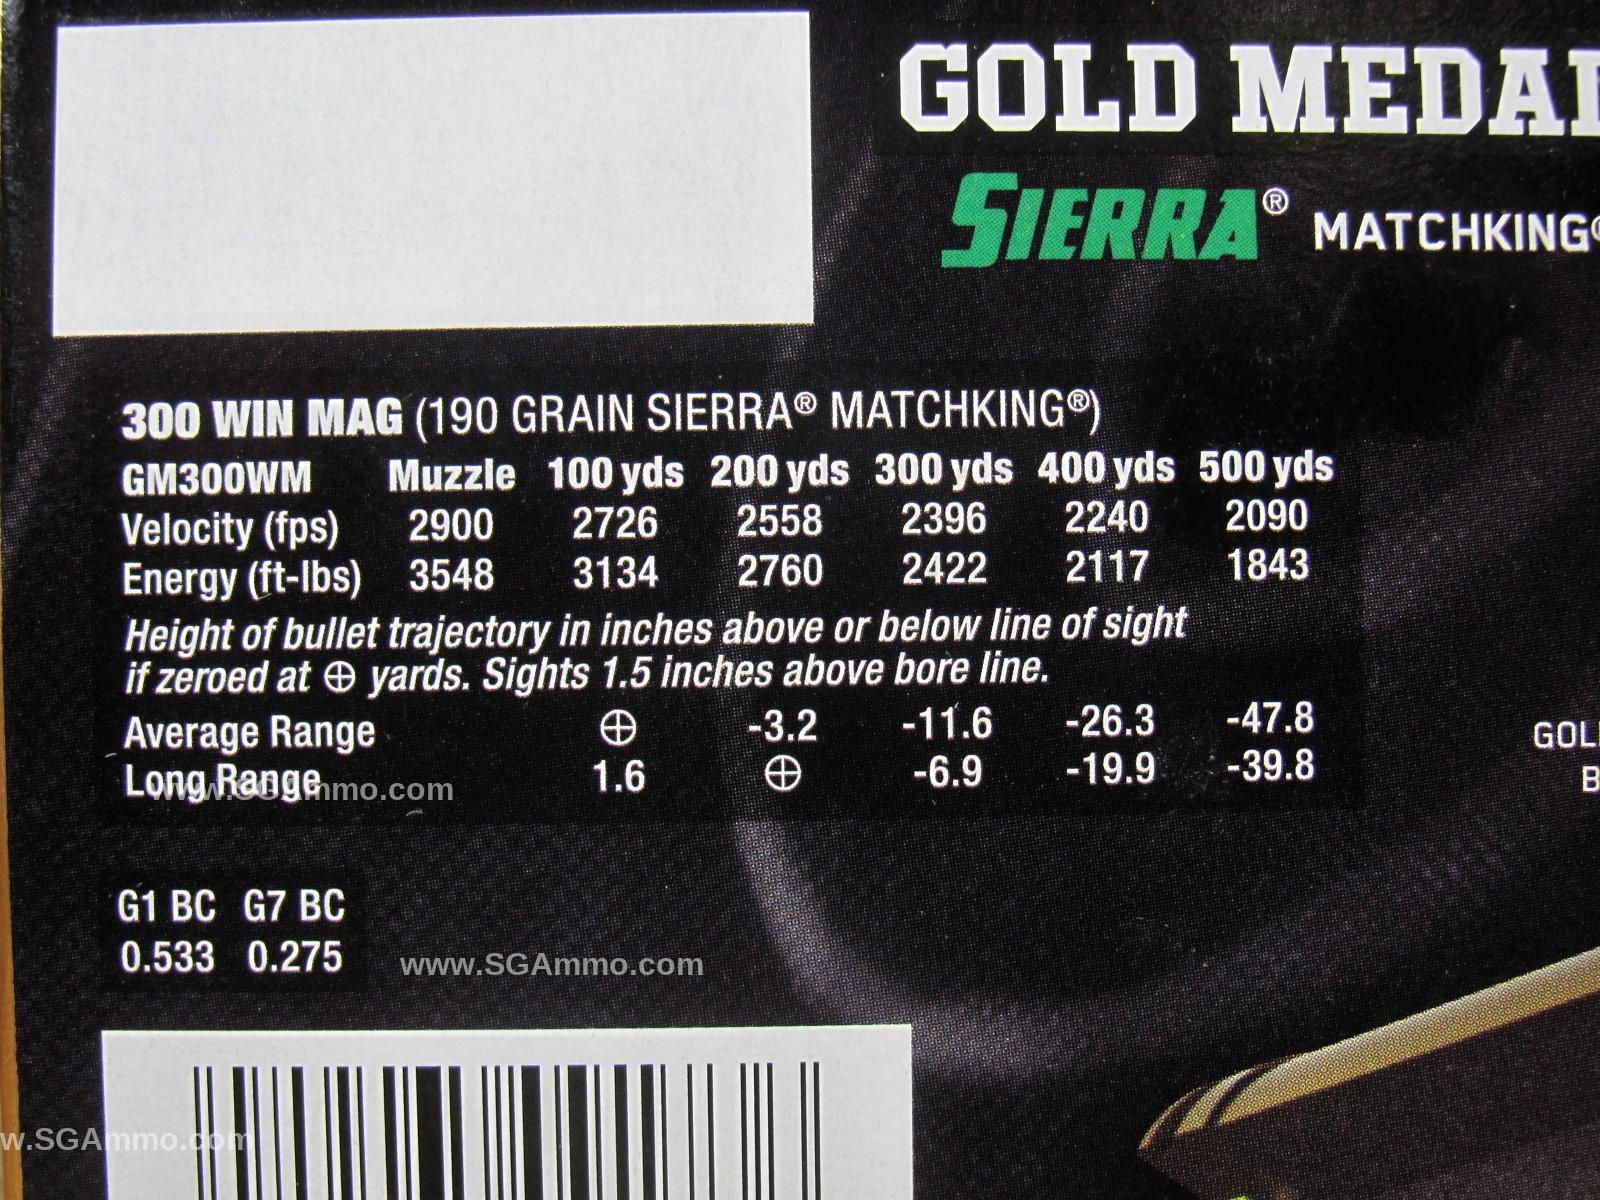 GOLD MEDAL
SIERRA® MATCHKING®
300 WIN MAG (190 GRAIN SIERRA® MATCHKING®)
GM300WM Muzzle 100 yds 200 yds 300 yds 400 yds 500 yds
Velocity (fps) 2900 2726 2558 2396 2240 2090
Energy (ft-lbs) 3548 3134 2760 2422 2117 1843
Height of bullet trajectory in inches above or below line of sight
if zeroed at ⊕ yards. Sights 1.5 inches above bore line.
Average Range ⊕ -3.2 -11.6 -26.3 -47.8
Long Range 1.6 ⊕ -6.9 -19.9 -39.8
www.SGAmmo.com
GOL
B
G1 BC G7 BC
0.533 0.275
www.SGAmmo.com
w.SGAmmo.com